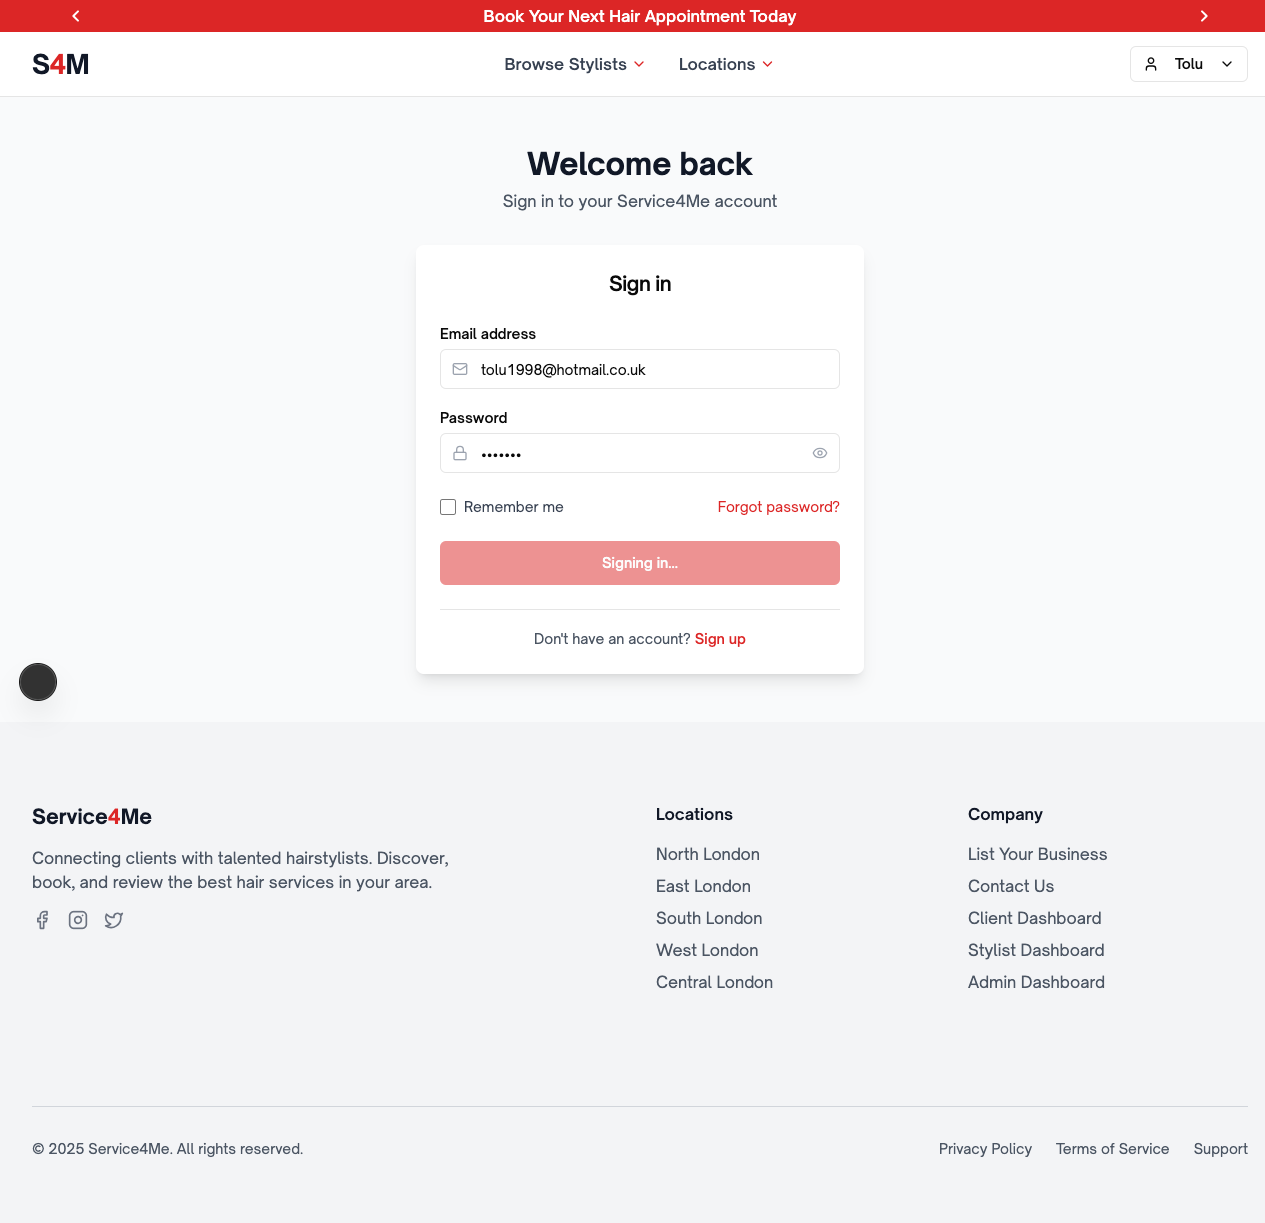 Book Your Next Hair Appointment Today
S4M
Browse Stylists
Locations
Tolu
Welcome back
Sign in to your Service4Me account
Sign in
Email address
tolu1998@hotmail.co.uk
Password
•••••••
Remember me
Forgot password?
Signing in...
Don't have an account? Sign up
Service4Me
Connecting clients with talented hairstylists. Discover,
book, and review the best hair services in your area.
Locations
North London
East London
South London
West London
Central London
Company
List Your Business
Contact Us
Client Dashboard
Stylist Dashboard
Admin Dashboard
© 2025 Service4Me. All rights reserved.
Privacy Policy
Terms of Service
Support